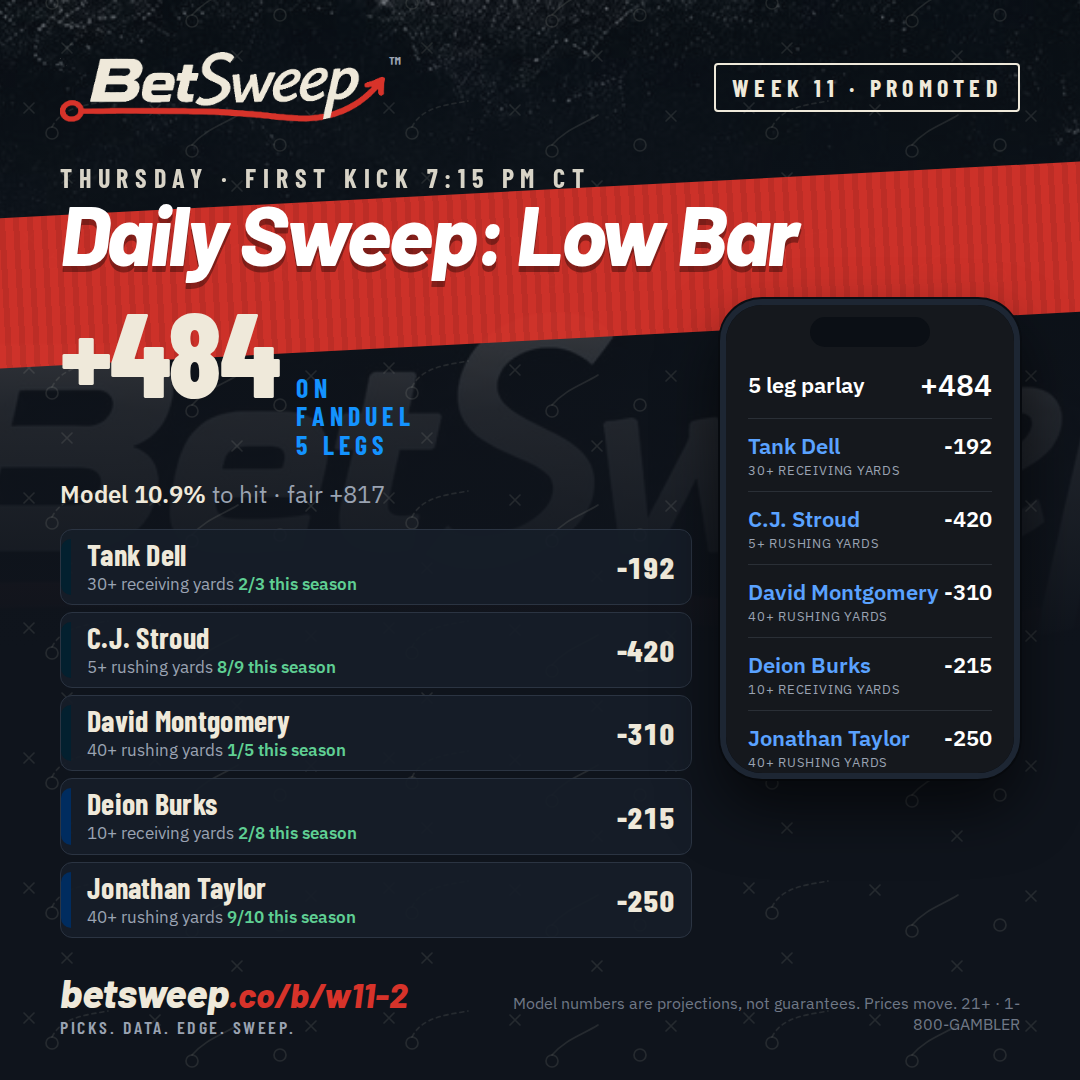 BetSweep™
WEEK 11 · PROMOTED
THURSDAY · FIRST KICK 7:15 PM CT
Daily Sweep: Low Bar
+484
ON
FANDUEL
5 LEGS
Model 10.9% to hit · fair +817
Tank Dell
30+ receiving yards 2/3 this season
-192
C.J. Stroud
5+ rushing yards 8/9 this season
-420
David Montgomery
40+ rushing yards 1/5 this season
-310
Deion Burks
10+ receiving yards 2/8 this season
-215
Jonathan Taylor
40+ rushing yards 9/10 this season
-250
5 leg parlay +484
Tank Dell -192
30+ RECEIVING YARDS
C.J. Stroud -420
5+ RUSHING YARDS
David Montgomery -310
40+ RUSHING YARDS
Deion Burks -215
10+ RECEIVING YARDS
Jonathan Taylor -250
40+ RUSHING YARDS
betsweep.co/b/w11-2
PICKS. DATA. EDGE. SWEEP.
Model numbers are projections, not guarantees. Prices move. 21+ · 1-
800-GAMBLER